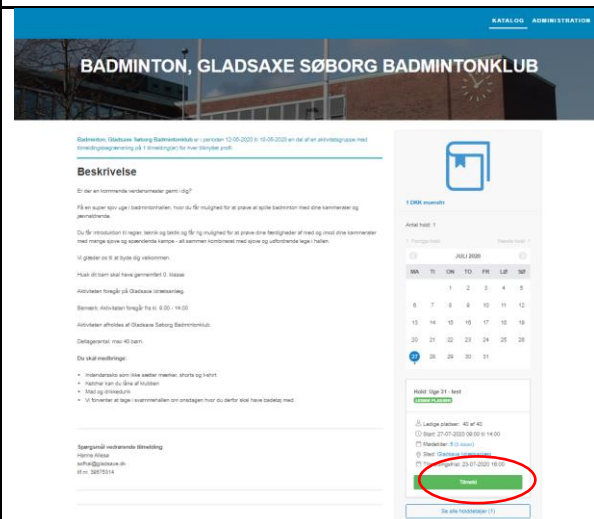 KATALOG ADMINISTRATION
BADMINTON, GLADSAXE SØBORG BADMINTONKLUB
Badminton, Gladsaxe Søborg Badmintonklub er i perioden 12-05-2020 til 16-08-2020 en del af en aktivitetsgruppe med
tilmeldingsbegrænsning på 1 tilmelding(er) for hver tilknyttet profil.
Beskrivelse
Er der en kommende verdensmester gemt i dig?
Få en super sjov uge i badmintonhallen, hvor du får mulighed for at prøve at spille badminton med dine kammerater og
jævnaldrende.
Du får introduktion til regler, teknik og taktik og får rig mulighed for at prøve dine færdigheder af med og imod dine kammerater
med mange sjove og spændende kampe - alt sammen kombineret med sjove og udfordrende lege i hallen.
Vi glæder os til at byde dig velkommen.
Husk dit barn skal have gennemført 0. klasse
Aktiviteten foregår på Gladsaxe Idrætsanlæg.
Bemærk: Aktiviteten foregår fra kl. 9.00 - 14.00
Aktiviteten afholdes af Gladsaxe Søborg Badmintonklub.
Deltagerantal: max 40 børn.
Du skal medbringe:
Indendørssko som ikke sætter mærker, shorts og t-shirt.
Ketcher kan du låne af klubben
Mad og drikkedunk
Vi forventer at tage i svømmehallen om onsdagen hvor du derfor skal have badetøj med.
Spørgsmål vedrørende tilmelding
Hanne Allesø
tlf nr. 39575314
1 DKK
Antal hold: 1
Forrige hold
Næste hold
JULI 2020
MA TI ON TO FR LØ SØ
1 2 3 4 5
6 7 8 9 10 11 12
13 14 15 16 17 18 19
20 21 22 23 24 25 26
27 28 29 30 31
Hold: Uge 31 - test
LEDIGE PLADSER
Ledige pladser: 40 af 40
Start: 27-07-2020 09:00 til 14:00
Mødetider: 5
Sted: Gladsaxe Idrætsanlæg
Tilmeldingsfrist: 23-07-2020 16:00
Tilmeld
Se alle holddetaljer (1)